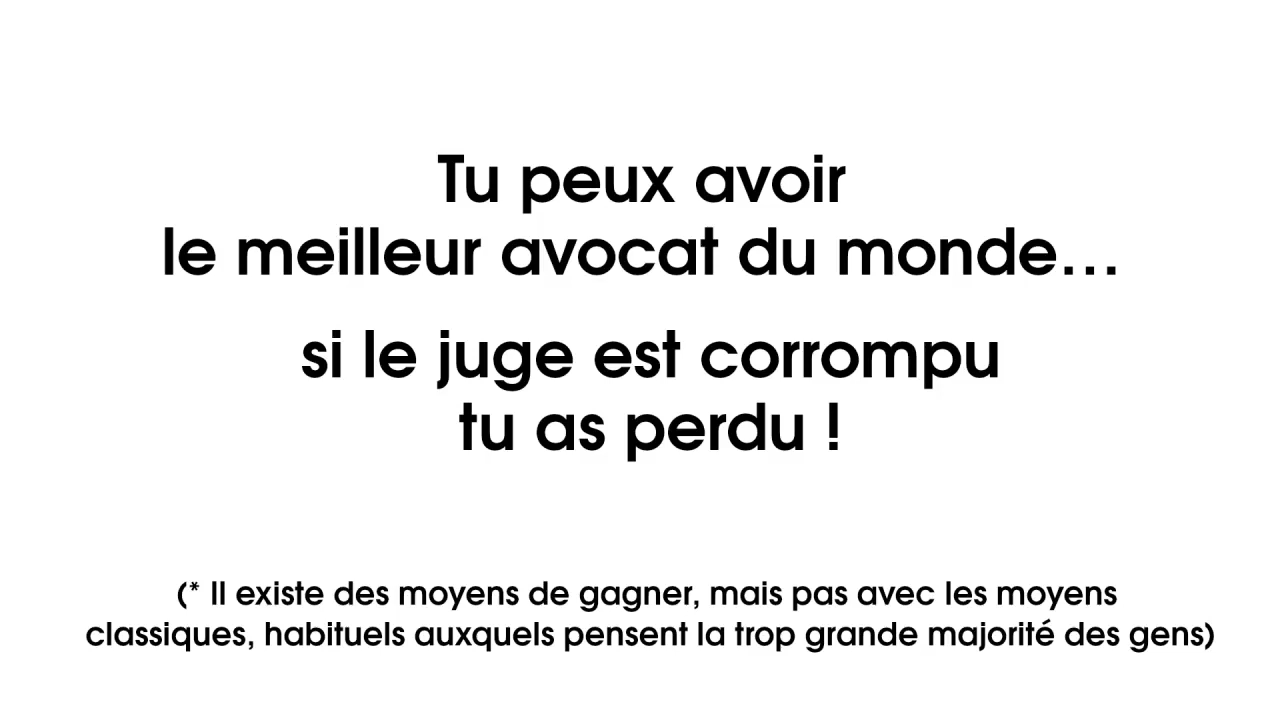 Tu peux avoir
le meilleur avocat du monde...
si le juge est corrompu
tu as perdu !
(* Il existe des moyens de gagner, mais pas avec les moyens
classiques, habituels auxquels pensent la trop grande majorité des gens)